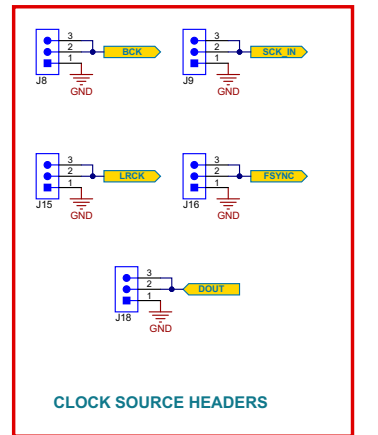 3
2
1
BCK
J8
GND
3
2
1
SCK_IN
J9
GND
3
2
1
LRCK
J15
GND
3
2
1
FSYNC
J16
GND
3
2
1
DOUT
J18
GND
CLOCK SOURCE HEADERS